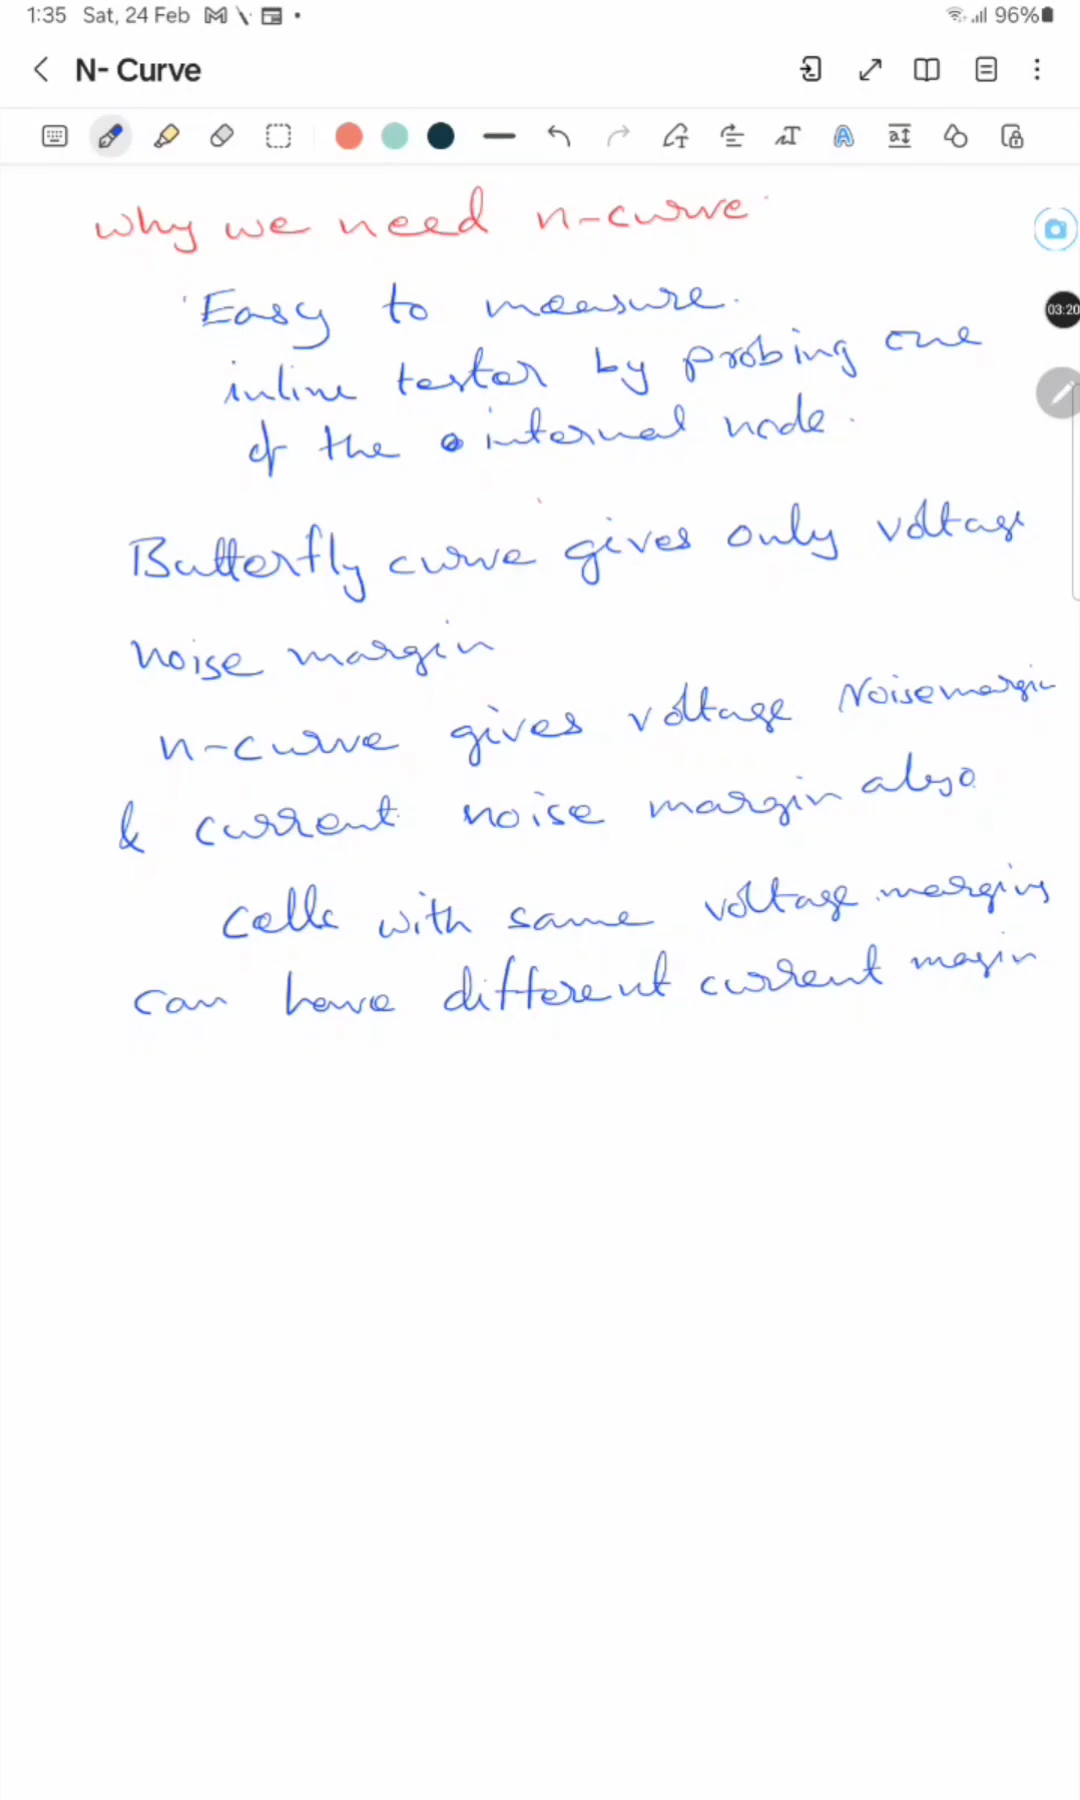 1:35 Sat, 24 Feb 96%
N- Curve
why we need n-curve
03:20
Easy to measure.
inline tester by probing one
of the internal node.
Butterfly curve gives only voltage
noise margin
n-curve gives voltage Noisemargin
& current noise margin also
cells with same voltage margins
can have different current margin